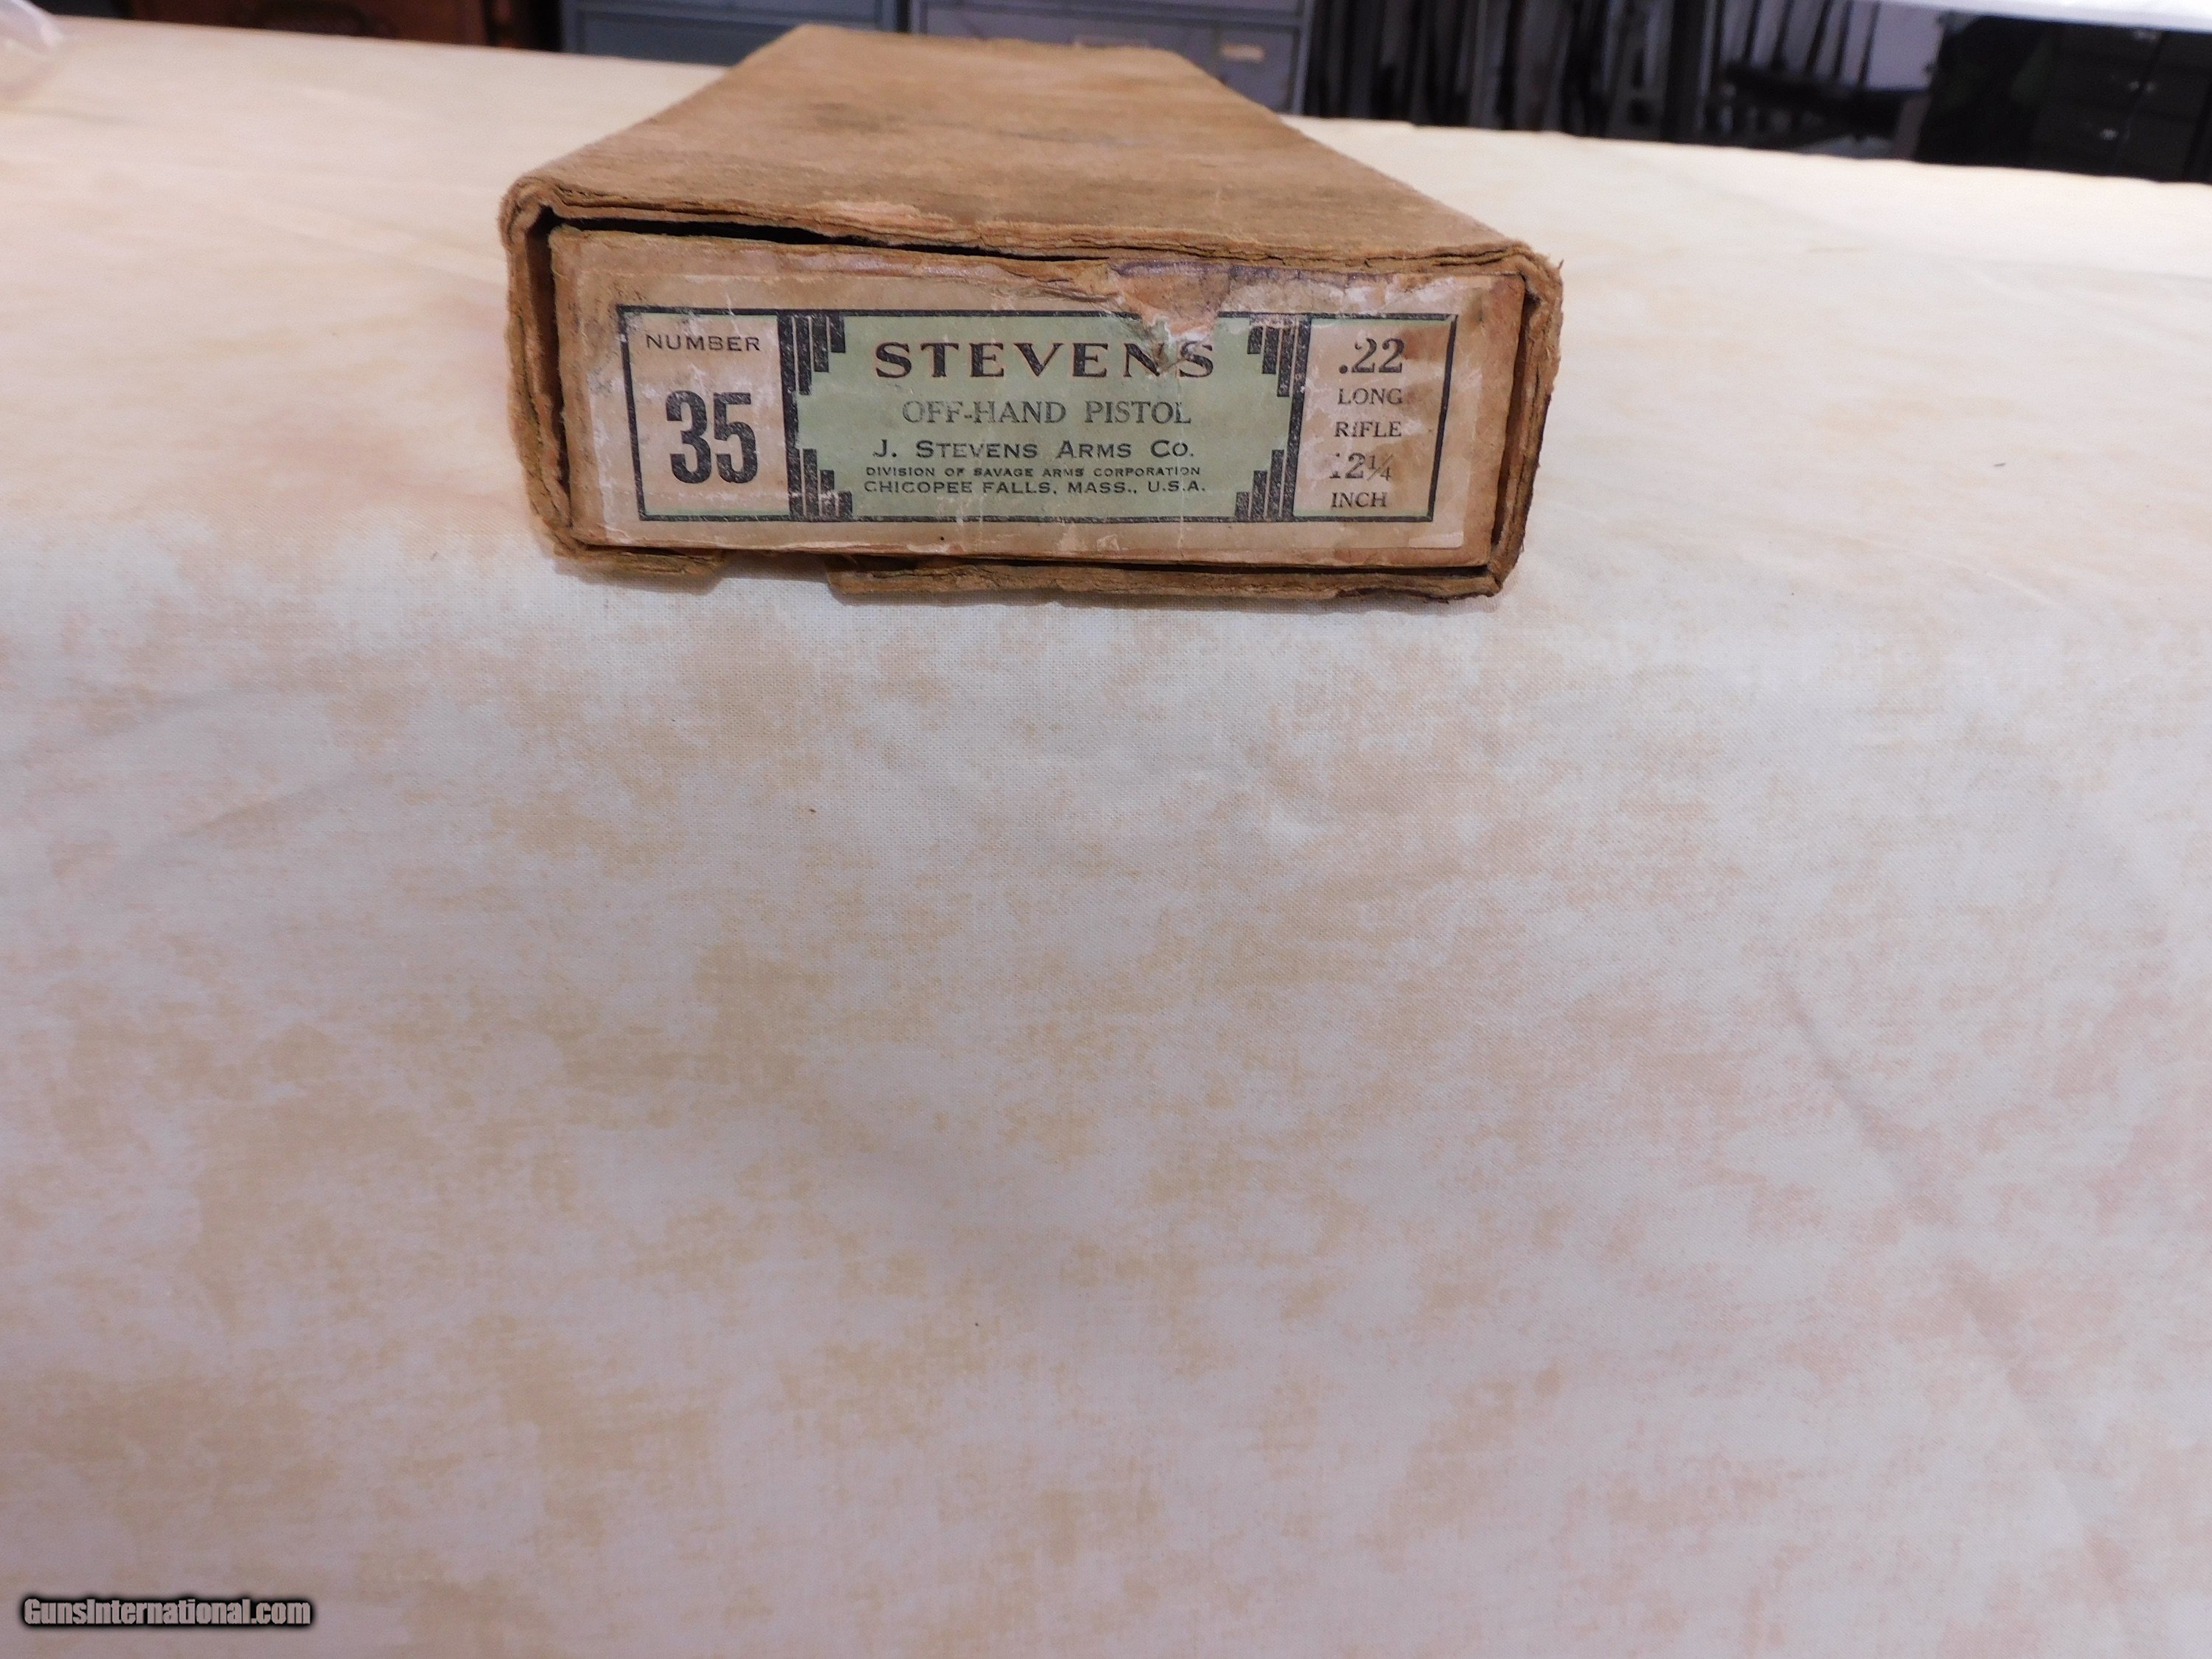 NUMBER
35
STEVENS
OFF-HAND PISTOL
J. STEVENS ARMS CO.
DIVISION OF SAVAGE ARMS CORPORATION
CHICOPEE FALLS, MASS., U.S.A.
.22
LONG
RIFLE
12¼
INCH
GunsInternational.com